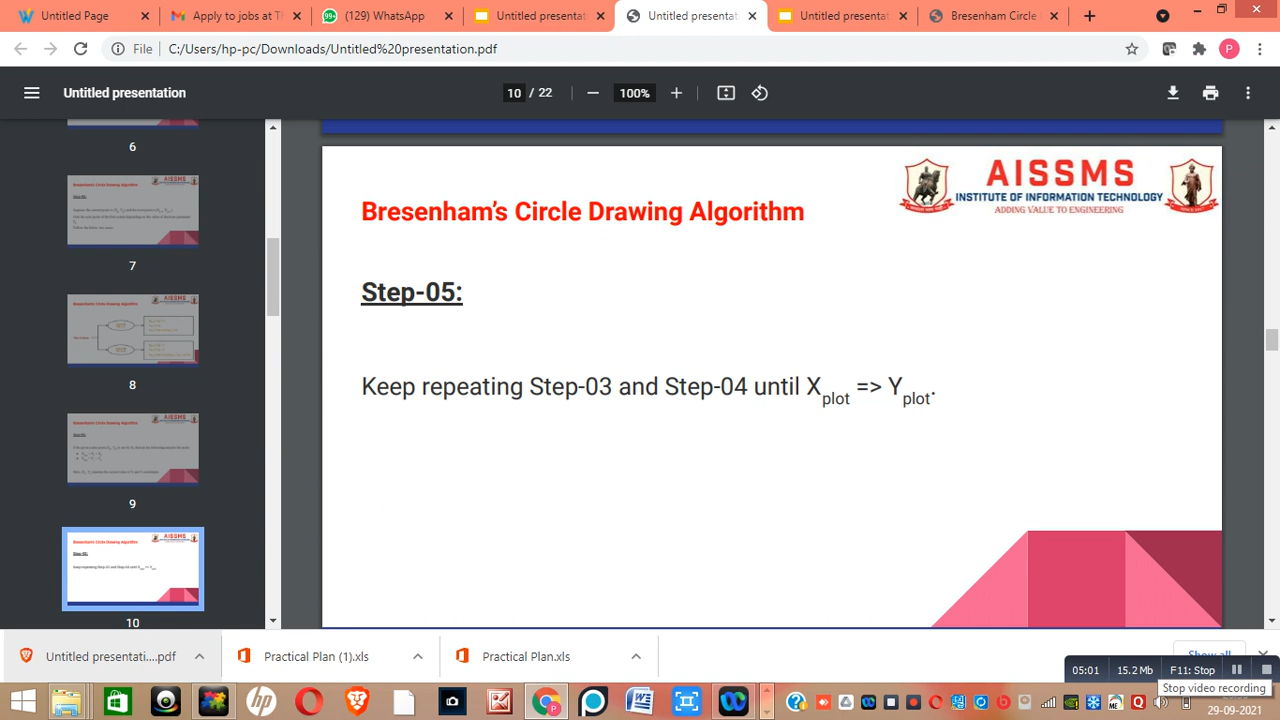 Untitled Page
Apply to jobs at Th
(129) WhatsApp
Untitled presentat
Untitled presentat
Untitled presentat
Bresenham Circle
File
C:/Users/hp-pc/Downloads/Untitled%20presentation.pdf
P
Untitled presentation
10 / 22
100%
6
7
8
9
10
Bresenham's Circle Drawing Algorithm
AISSMS
INSTITUTE OF INFORMATION TECHNOLOGY
ADDING VALUE TO ENGINEERING
Step-05:
Keep repeating Step-03 and Step-04 until Xplot => Yplot.
Untitled presentati....pdf
Practical Plan (1).xls
Practical Plan.xls
Show all
05:01
15.2 Mb
F11: Stop
Stop video recording
29-09-2021